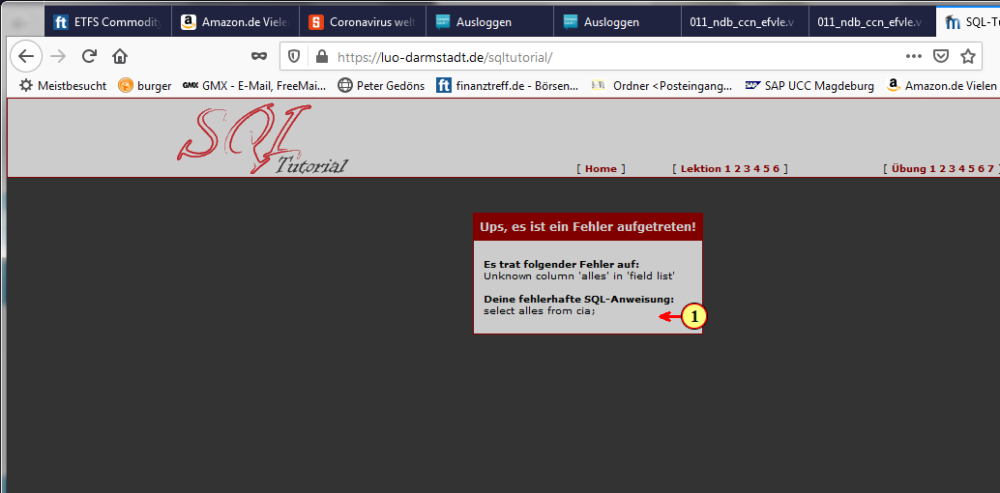 ETFS Commodity
Amazon.de Viele
Coronavirus welt
Ausloggen
Ausloggen
011_ndb_ccn_efvle.v
011_ndb_ccn_efvle.v
SQL-Tu
https://luo-darmstadt.de/sqltutorial/
Meistbesucht
burger
GMX GMX - E-Mail, FreeMai...
Peter Gedöns
finanztreff.de - Börsen...
Ordner <Posteingang...
SAP UCC Magdeburg
Amazon.de Vielen
SQL
Tutorial
[ Home ]
[ Lektion 1 2 3 4 5 6 ]
[ Übung 1 2 3 4 5 6 7 ]
Ups, es ist ein Fehler aufgetreten!
Es trat folgender Fehler auf:
Unknown column 'alles' in 'field list'
Deine fehlerhafte SQL-Anweisung:
select alles from cia;
1